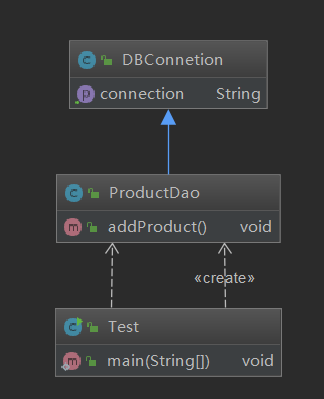 DBConnetion
connection String
ProductDao
addProduct() void
«create»
Test
main(String[]) void